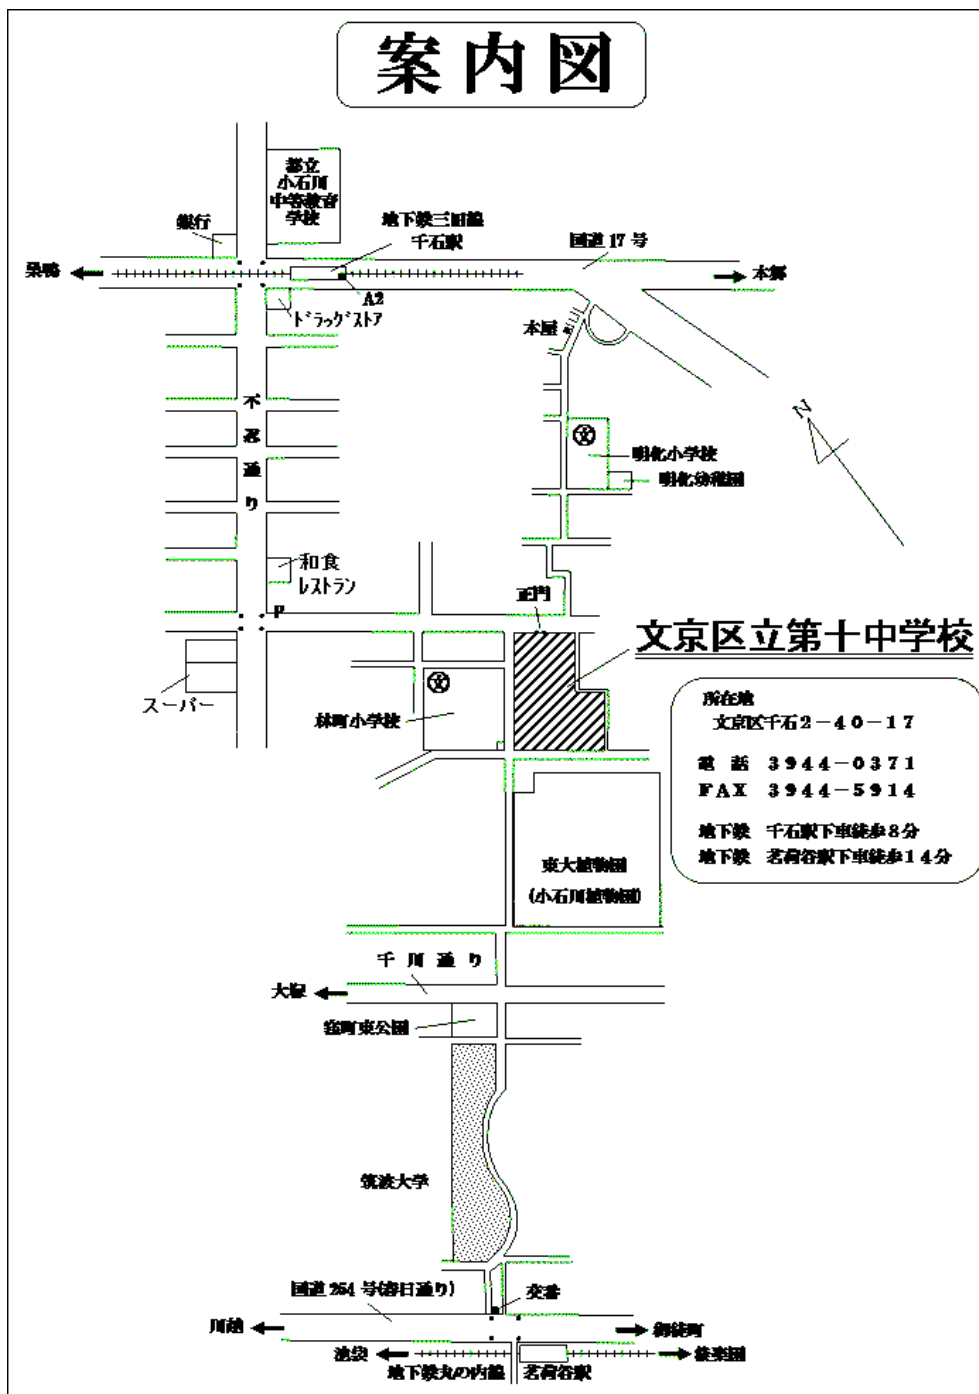 案内図
都立
小石川
中等教育
学校
銀行
地下鉄三田線
千石駅
国道17号
巣鴨
本郷
A2
ドラッグストア
本屋
不忍通り
N
文
明化小学校
明化幼稚園
和食
レストラン
P
正門
文京区立第十中学校
スーパー
文
林町小学校
所在地
文京区千石2-40-17
電話 3944-0371
FAX 3944-5914
地下鉄 千石駅下車徒歩8分
地下鉄 茗荷谷駅下車徒歩14分
東大植物園
(小石川植物園)
千川通り
大塚
窪町東公園
筑波大学
国道254号(春日通り)
交番
川越
御徒町
池袋
地下鉄丸の内線
茗荷谷駅
後楽園